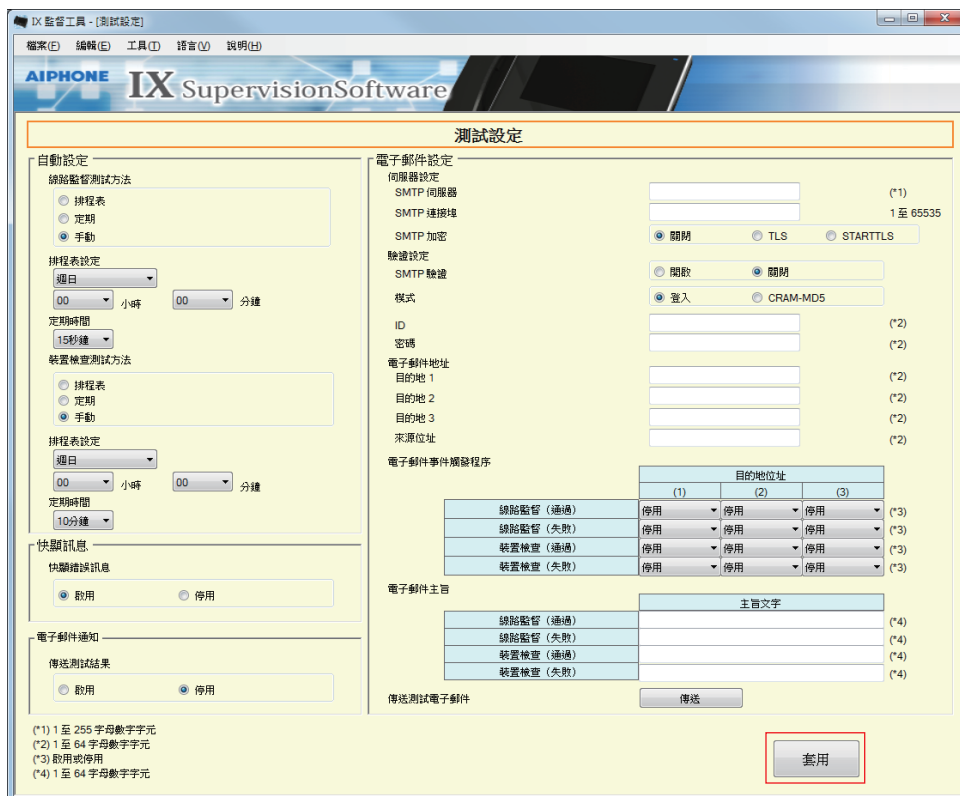 IX 監督工具 - [測試設定]
檔案(F) 編輯(E) 工具(T) 語言(V) 說明(H)
AIPHONE IX SupervisionSoftware
測試設定
自動設定
線路監督測試方法
排程表
定期
手動
排程表設定
週日
00 小時 00 分鐘
定期時間
15秒鐘
裝置檢查測試方法
排程表
定期
手動
排程表設定
週日
00 小時 00 分鐘
定期時間
10分鐘
快顯訊息
快顯錯誤訊息
啟用 停用
電子郵件通知
傳送測試結果
啟用 停用
電子郵件設定
伺服器設定
SMTP 伺服器 (*1)
SMTP 連接埠 1 至 65535
SMTP 加密 關閉 TLS STARTTLS
驗證設定
SMTP 驗證 開啟 關閉
模式 登入 CRAM-MD5
ID (*2)
密碼 (*2)
電子郵件地址
目的地 1 (*2)
目的地 2 (*2)
目的地 3 (*2)
來源位址 (*2)
電子郵件事件觸發程序
目的地位址
(1) (2) (3)
線路監督（通過） 停用 停用 停用 (*3)
線路監督（失敗） 停用 停用 停用 (*3)
裝置檢查（通過） 停用 停用 停用 (*3)
裝置檢查（失敗） 停用 停用 停用 (*3)
電子郵件主旨
主旨文字
線路監督（通過） (*4)
線路監督（失敗） (*4)
裝置檢查（通過） (*4)
裝置檢查（失敗） (*4)
傳送測試電子郵件 傳送
(*1) 1 至 255 字母數字字元
(*2) 1 至 64 字母數字字元
(*3) 啟用或停用
(*4) 1 至 64 字母數字字元
套用